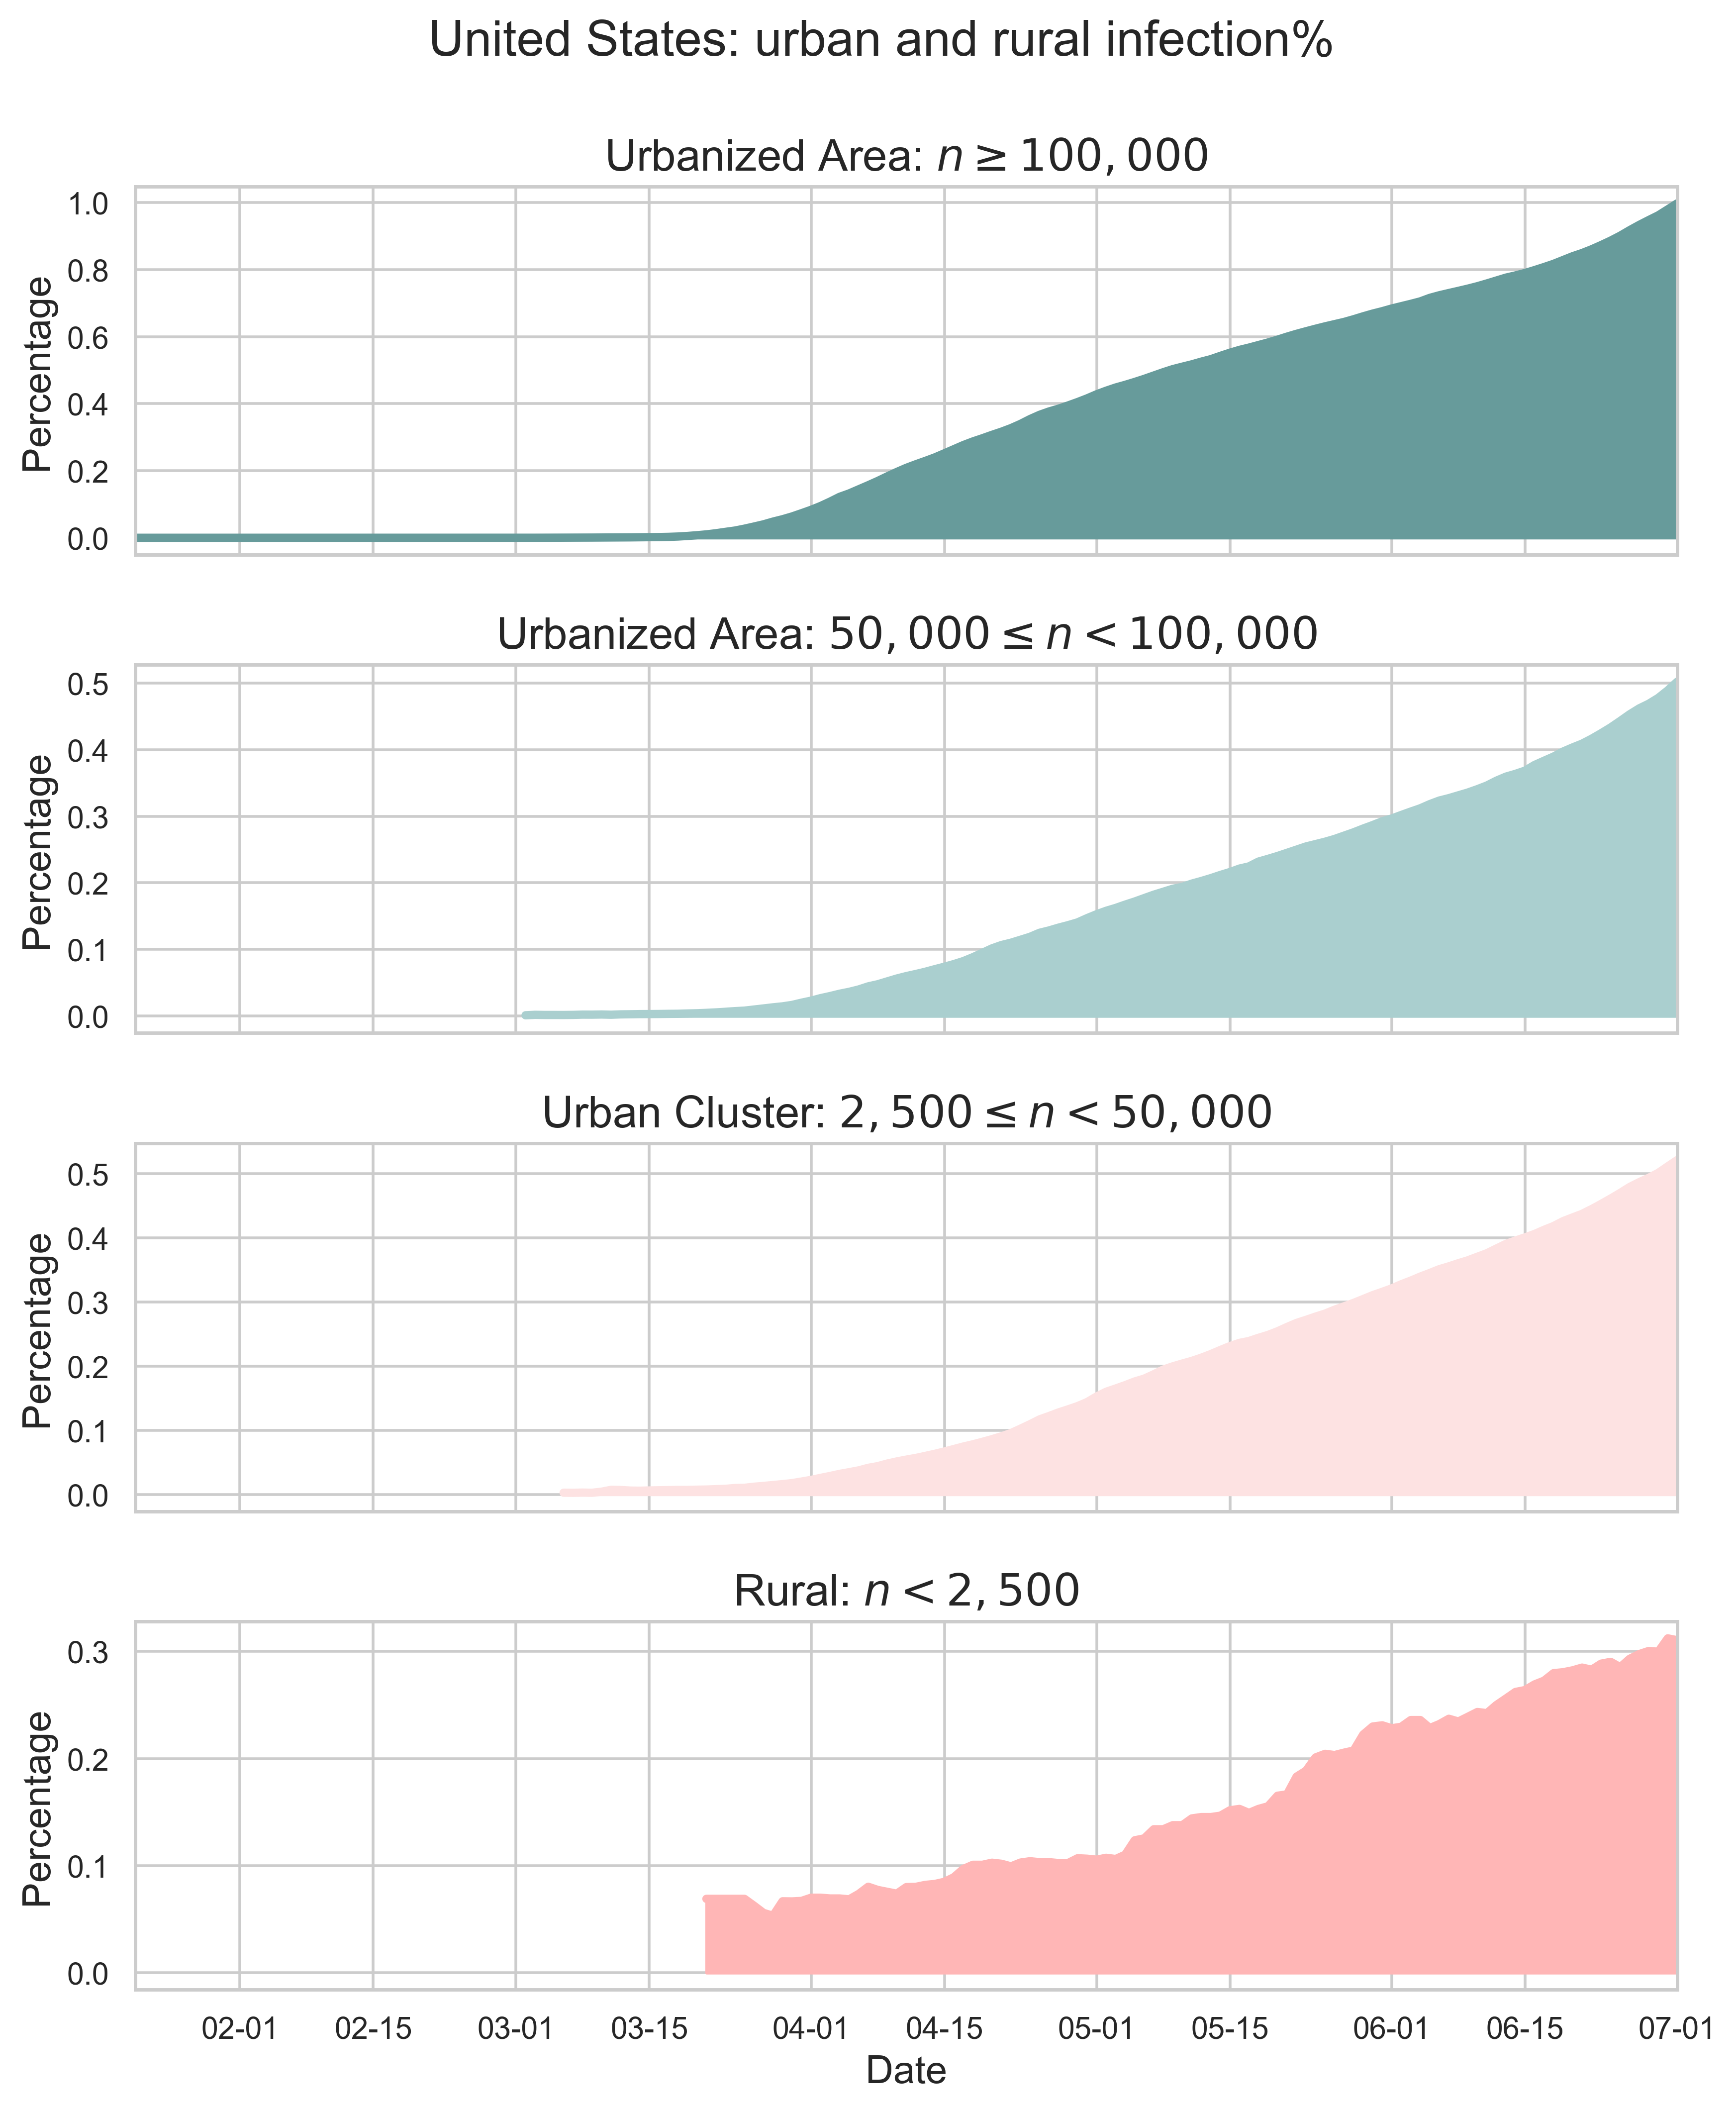 United States: urban and rural infection%
Urbanized Area: n ≥ 100,000
Percentage
1.0
0.8
0.6
0.4
0.2
0.0
Urbanized Area: 50,000 ≤ n < 100,000
Percentage
0.5
0.4
0.3
0.2
0.1
0.0
Urban Cluster: 2,500 ≤ n < 50,000
Percentage
0.5
0.4
0.3
0.2
0.1
0.0
Rural: n < 2,500
Percentage
0.3
0.2
0.1
0.0
02-01 02-15 03-01 03-15 04-01 04-15 05-01 05-15 06-01 06-15 07-01
Date